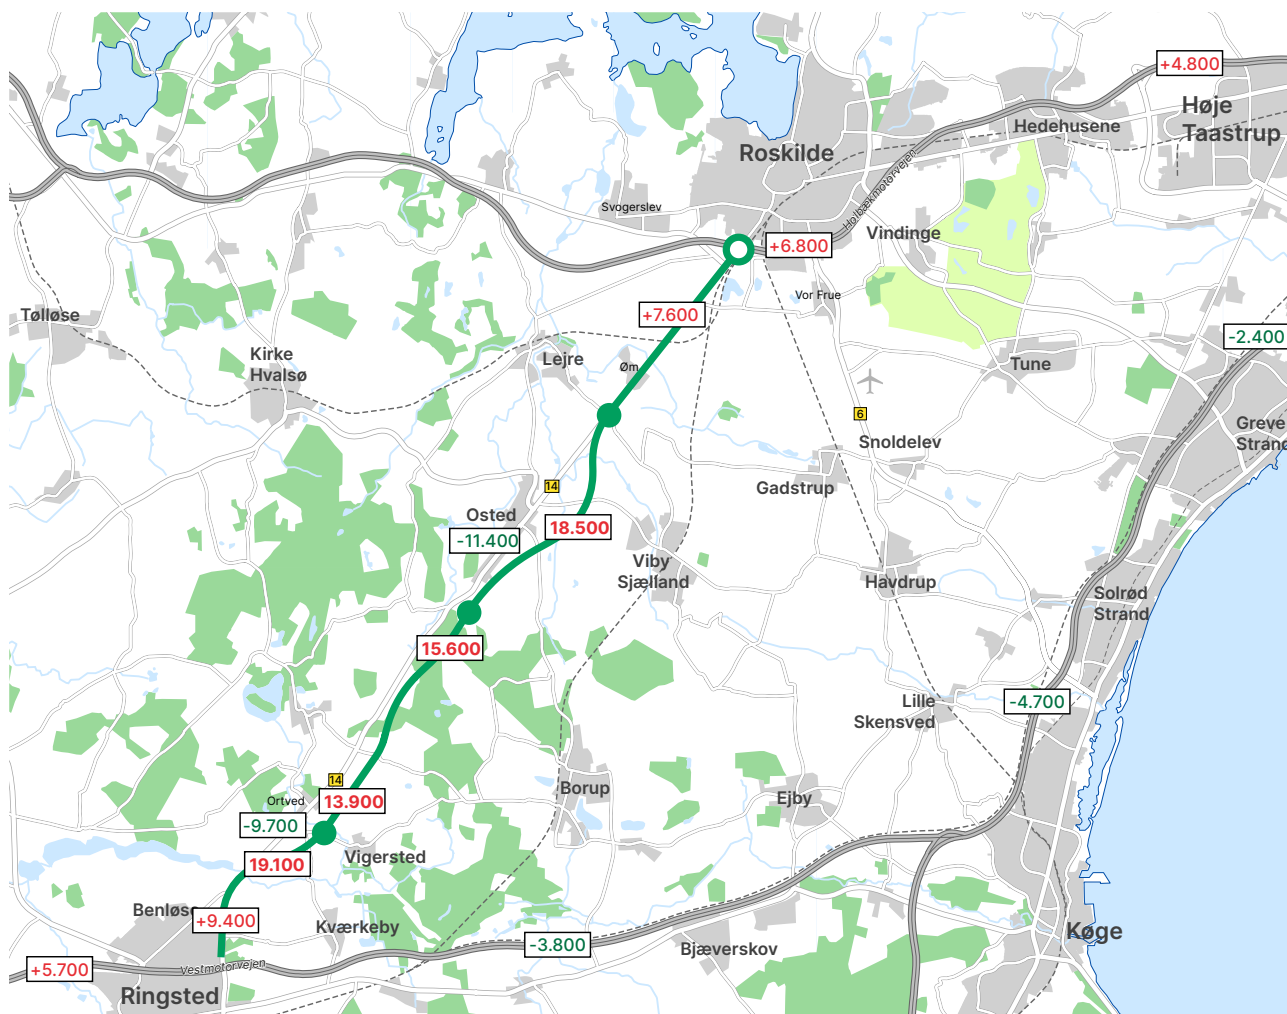 +4.800
Høje
Taastrup
Hedehusene
Roskilde
Holbækmotorvejen
Svogerslev
Vindinge
+6.800
Vor Frue
+7.600
Tølløse
-2.400
Kirke
Hvalsø
Lejre
Øm
Tune
6
Greve
Strand
Snoldelev
14
Gadstrup
Osted
18.500
-11.400
Viby
Sjælland
Havdrup
Solrød
Strand
15.600
Lille
Skensved
-4.700
14
Ortved
13.900
Borup
Ejby
-9.700
19.100
Vigersted
Benløse
+9.400
Kværkeby
-3.800
Bjæverskov
Køge
+5.700
Vestmotorvejen
Ringsted